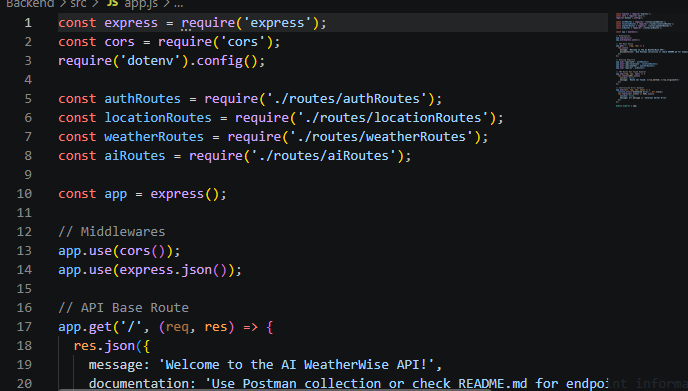 Backend > src > JS app.js > ...
1 const express = require('express');
2 const cors = require('cors');
3 require('dotenv').config();
4
5 const authRoutes = require('./routes/authRoutes');
6 const locationRoutes = require('./routes/locationRoutes');
7 const weatherRoutes = require('./routes/weatherRoutes');
8 const aiRoutes = require('./routes/aiRoutes');
9
10 const app = express();
11
12 // Middlewares
13 app.use(cors());
14 app.use(express.json());
15
16 // API Base Route
17 app.get('/', (req, res) => {
18 res.json({
19 message: 'Welcome to the AI WeatherWise API!',
20 documentation: 'Use Postman collection or check README.md for endpoint informa